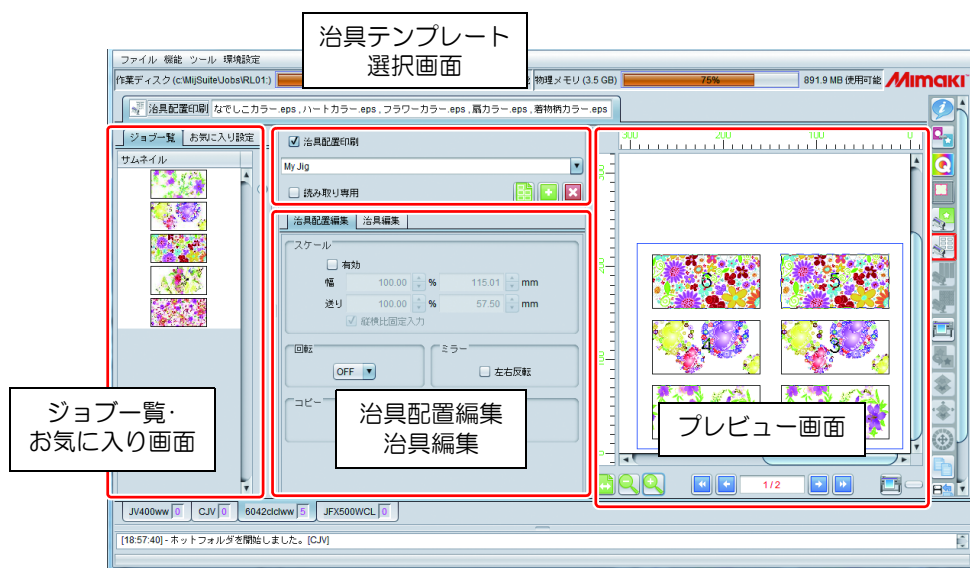 治具テンプレート
選択画面
ファイル 機能 ツール 環境設定
作業ディスク (c:\MijSuite\Jobs\RL01:)
能 物理メモリ (3.5 GB)
75%
891.9 MB 使用可能
Mimaki
治具配置印刷 なでしこカラー.eps , ハートカラー.eps , フラワーカラー.eps , 扇カラー.eps , 着物柄カラー.eps
ジョブ一覧 お気に入り設定
サムネイル
治具配置印刷
My Jig
読み取り専用
治具配置編集 治具編集
スケール
有効
幅 100.00 % 115.01 mm
送り 100.00 % 57.50 mm
縦横比固定入力
回転
OFF
ミラー
左右反転
コピー
300 200 100 0
6 5
4 3
1/2
ジョブ一覧・
お気に入り画面
治具配置編集
治具編集
プレビュー画面
JV400ww 0 CJV 0 6042clclww 5 JFX500WCL 0
[18:57:40] - ホットフォルダを開始しました。[CJV]